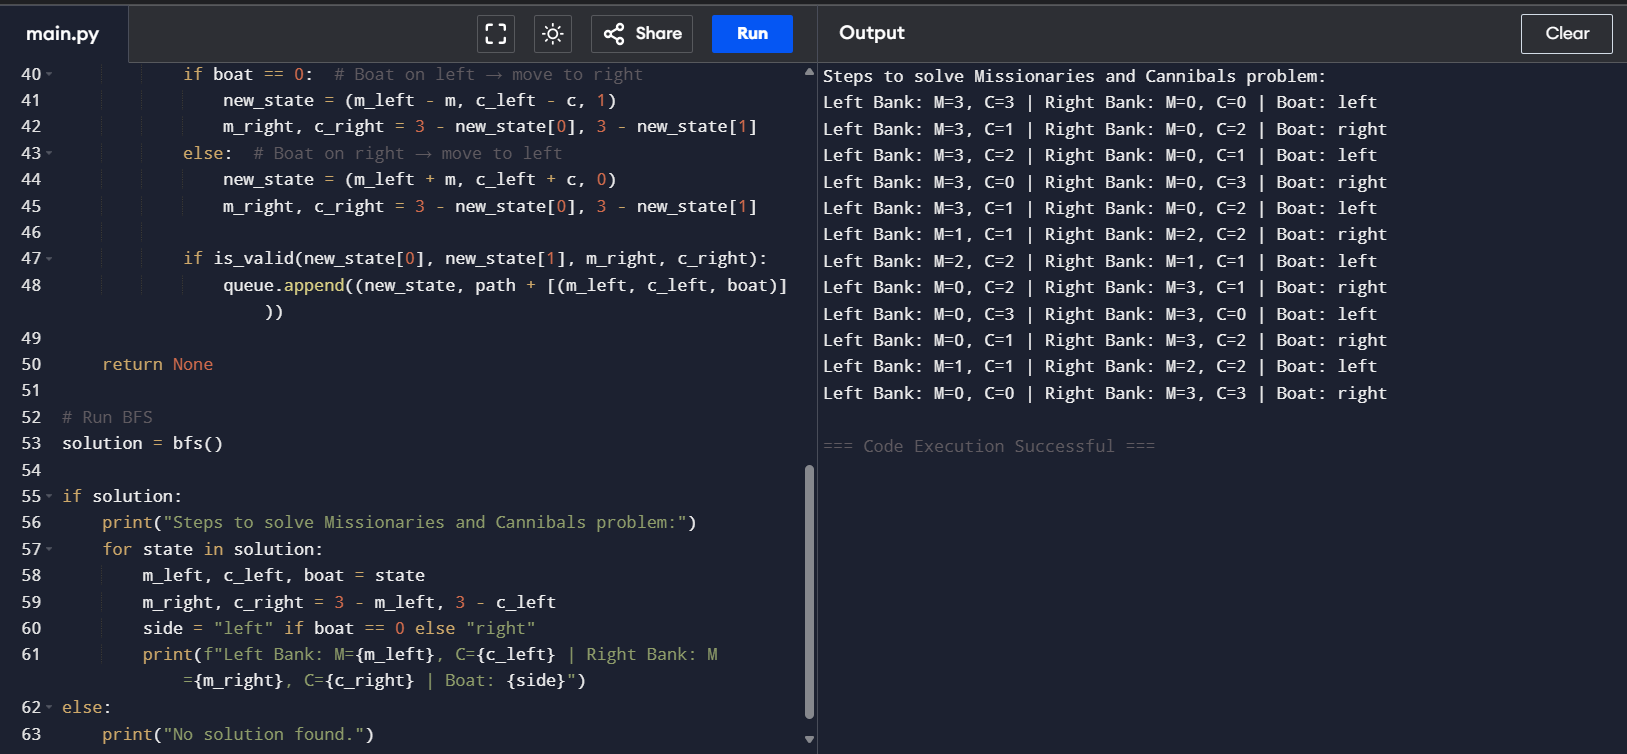 main.py
Share
Run
Output
Clear
40 if boat == 0:  # Boat on left → move to right
41 new_state = (m_left - m, c_left - c, 1)
42 m_right, c_right = 3 - new_state[0], 3 - new_state[1]
43 else:  # Boat on right → move to left
44 new_state = (m_left + m, c_left + c, 0)
45 m_right, c_right = 3 - new_state[0], 3 - new_state[1]
46
47 if is_valid(new_state[0], new_state[1], m_right, c_right):
48 queue.append((new_state, path + [(m_left, c_left, boat)]
))
49
50 return None
51
52 # Run BFS
53 solution = bfs()
54
55 if solution:
56 print("Steps to solve Missionaries and Cannibals problem:")
57 for state in solution:
58 m_left, c_left, boat = state
59 m_right, c_right = 3 - m_left, 3 - c_left
60 side = "left" if boat == 0 else "right"
61 print(f"Left Bank: M={m_left}, C={c_left} | Right Bank: M
={m_right}, C={c_right} | Boat: {side}")
62 else:
63 print("No solution found.")
Steps to solve Missionaries and Cannibals problem:
Left Bank: M=3, C=3 | Right Bank: M=0, C=0 | Boat: left
Left Bank: M=3, C=1 | Right Bank: M=0, C=2 | Boat: right
Left Bank: M=3, C=2 | Right Bank: M=0, C=1 | Boat: left
Left Bank: M=3, C=0 | Right Bank: M=0, C=3 | Boat: right
Left Bank: M=3, C=1 | Right Bank: M=0, C=2 | Boat: left
Left Bank: M=1, C=1 | Right Bank: M=2, C=2 | Boat: right
Left Bank: M=2, C=2 | Right Bank: M=1, C=1 | Boat: left
Left Bank: M=0, C=2 | Right Bank: M=3, C=1 | Boat: right
Left Bank: M=0, C=3 | Right Bank: M=3, C=0 | Boat: left
Left Bank: M=0, C=1 | Right Bank: M=3, C=2 | Boat: right
Left Bank: M=1, C=1 | Right Bank: M=2, C=2 | Boat: left
Left Bank: M=0, C=0 | Right Bank: M=3, C=3 | Boat: right
=== Code Execution Successful ===